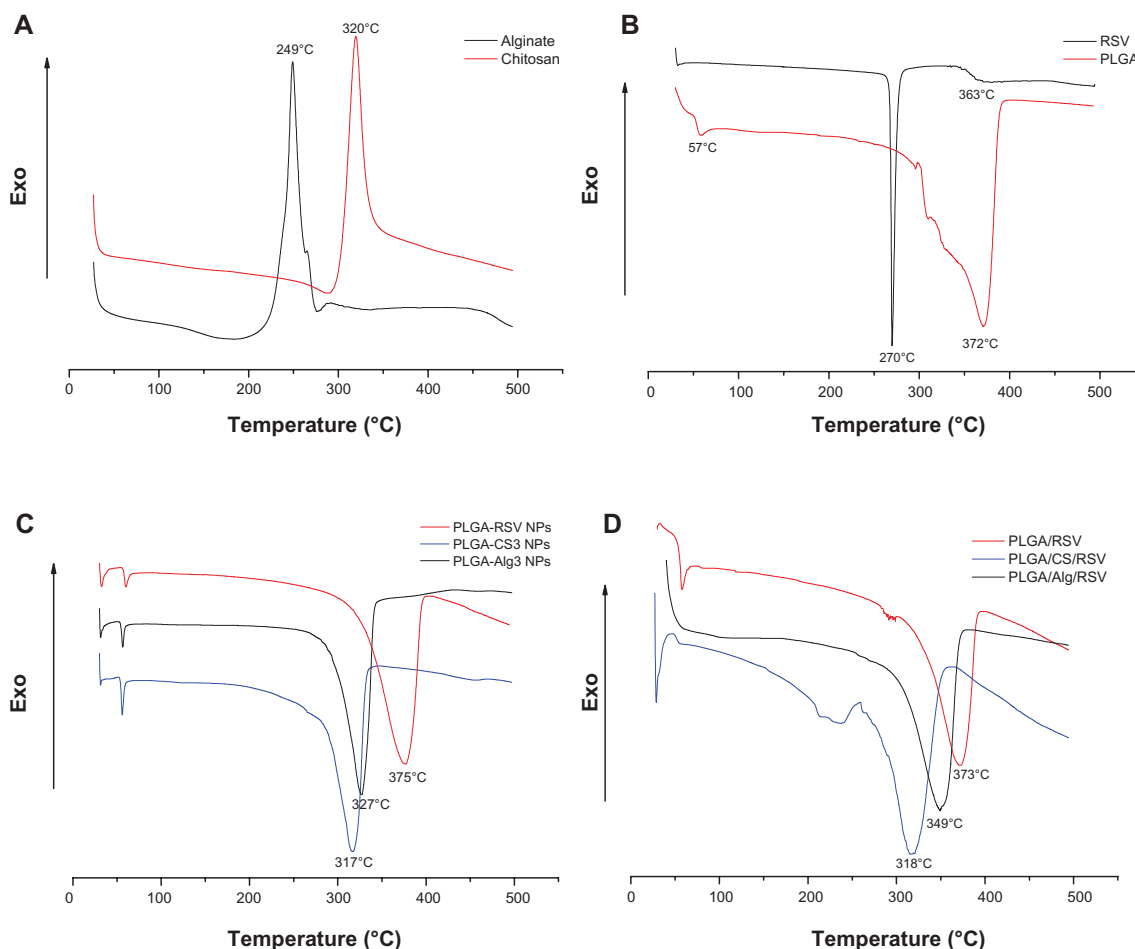 A
320°C
249°C
Alginate
Chitosan
Exo
0 100 200 300 400 500
Temperature (°C)
B
RSV
PLGA
363°C
57°C
Exo
270°C
372°C
0 100 200 300 400 500
Temperature (°C)
C
PLGA-RSV NPs
PLGA-CS3 NPs
PLGA-Alg3 NPs
Exo
375°C
327°C
317°C
0 100 200 300 400 500
Temperature (°C)
D
PLGA/RSV
PLGA/CS/RSV
PLGA/Alg/RSV
Exo
373°C
349°C
318°C
0 100 200 300 400 500
Temperature (°C)